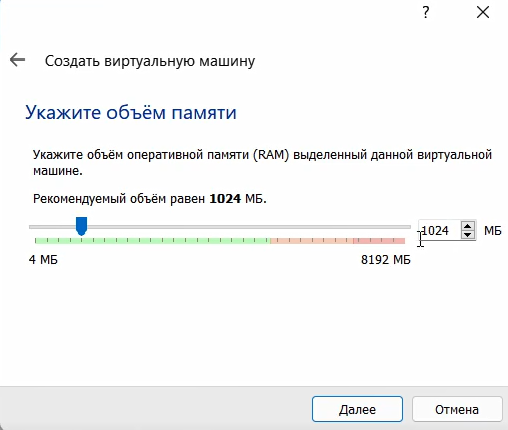 ?
Создать виртуальную машину
Укажите объём памяти
Укажите объём оперативной памяти (RAM) выделенный данной виртуальной
машине.
Рекомендуемый объём равен 1024 МБ.
1024 МБ
4 МБ 8192 МБ
Далее Отмена